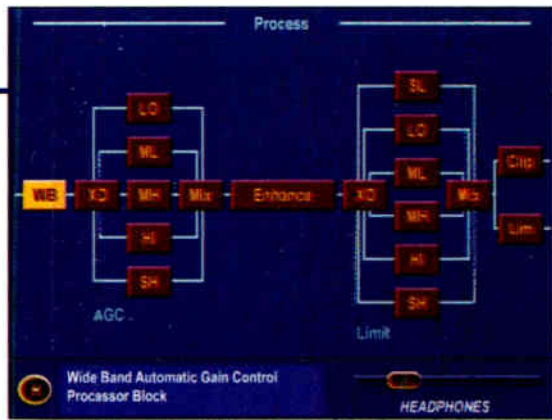 Process
LO
ML
WB XO MH Mix Enhance
HI
SH
AGC
SL
LO
ML
XO Mix
MH
HI
SH
Limit
Clip
Lim
Wide Band Automatic Gain Control
Processor Block
HEADPHONES